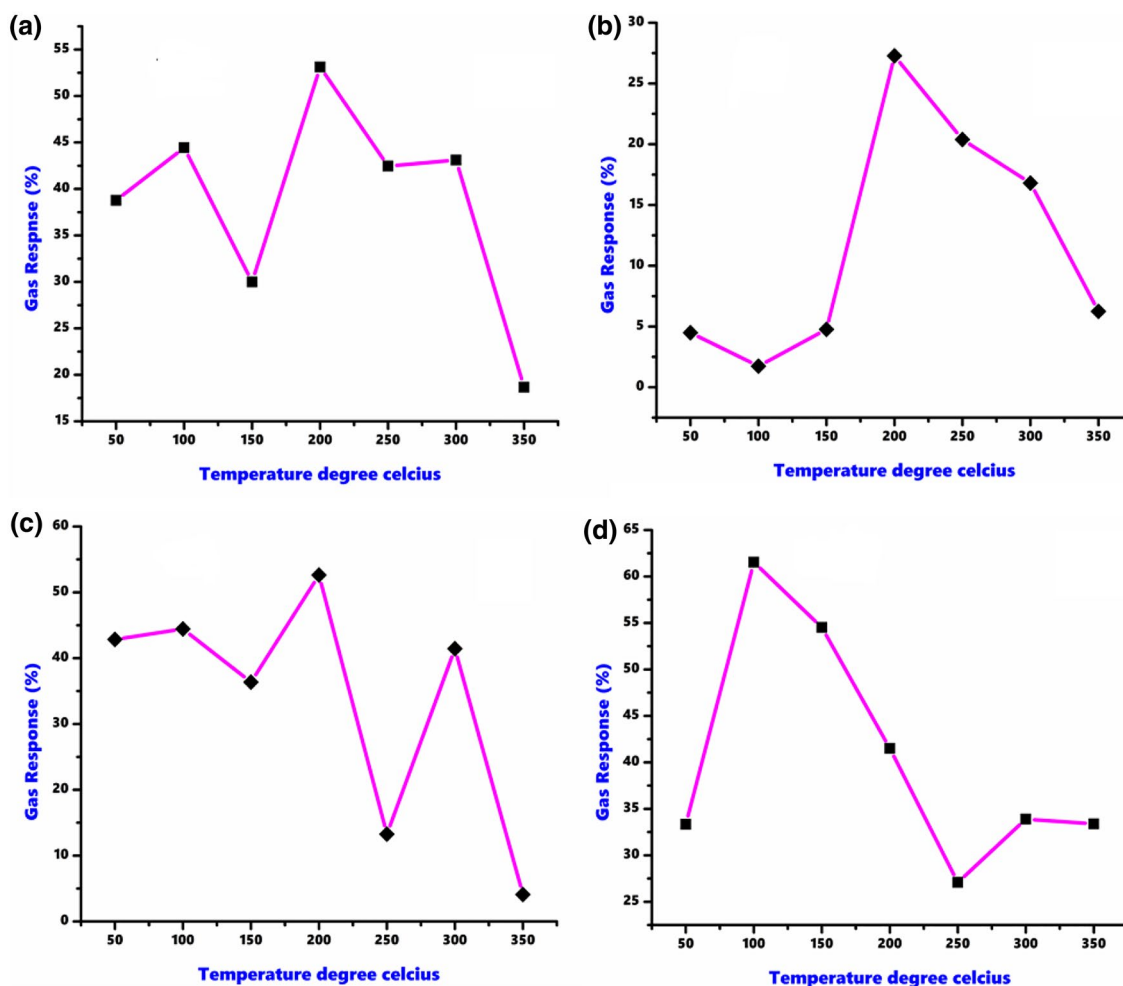 (a)
55
50
45
40
35
30
25
20
15
Gas Respnse (%)
50 100 150 200 250 300 350
Temperature degree celcius
(b)
30
25
20
15
10
5
0
Gas Response (%)
50 100 150 200 250 300 350
Temperature degree celcius
(c)
60
50
40
30
20
10
0
Gas Response (%)
50 100 150 200 250 300 350
Temperature degree celcius
(d)
65
60
55
50
45
40
35
30
25
Gas Response (%)
50 100 150 200 250 300 350
Temperature degree celcius